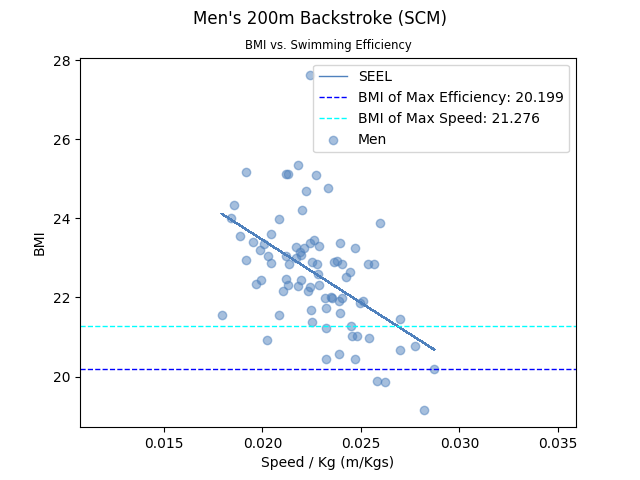 Men's 200m Backstroke (SCM)
BMI vs. Swimming Efficiency
28
26
24
22
20
BMI
SEEL
BMI of Max Efficiency: 20.199
BMI of Max Speed: 21.276
Men
0.015
0.020
0.025
0.030
0.035
Speed / Kg (m/Kgs)